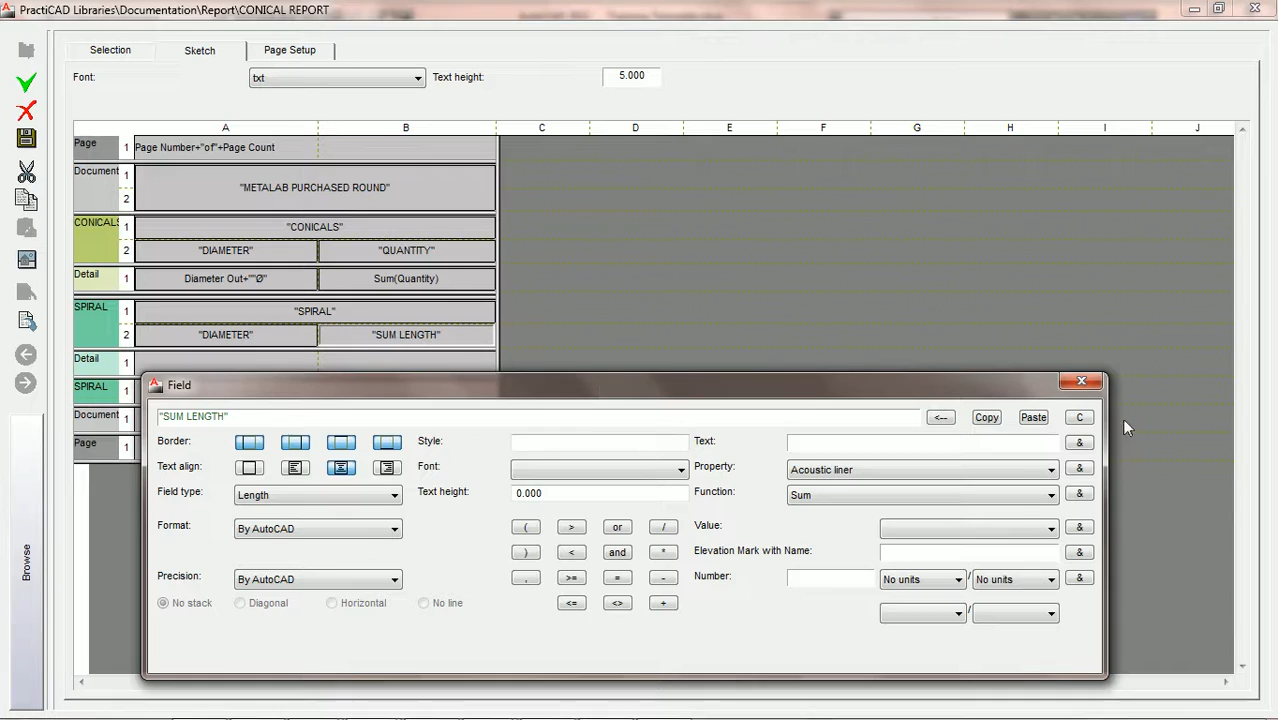 PractiCAD Libraries\Documentation\Report\CONICAL REPORT
Selection
Sketch
Page Setup
Font:
txt
Text height:
5.000
A B C D E F G H I J
Page 1 Page Number+"of"+Page Count
Document 1
2
"METALAB PURCHASED ROUND"
CONICALS 1 "CONICALS"
2 "DIAMETER" "QUANTITY"
Detail 1 Diameter Out+""Ø" Sum(Quantity)
SPIRAL 1 "SPIRAL"
2 "DIAMETER" "SUM LENGTH"
Detail 1
SPIRAL 1
Document 1
Page 1
Browse
Field
"SUM LENGTH"
<-- Copy Paste C
Border: Style: Text: &
Text align: Font: Property: Acoustic liner &
Field type: Length Text height: 0.000 Function: Sum &
Format: By AutoCAD ( > or / Value: &
) < and * Elevation Mark with Name: &
Precision: By AutoCAD , >= = - Number: No units / No units &
No stack Diagonal Horizontal No line <= <> + /